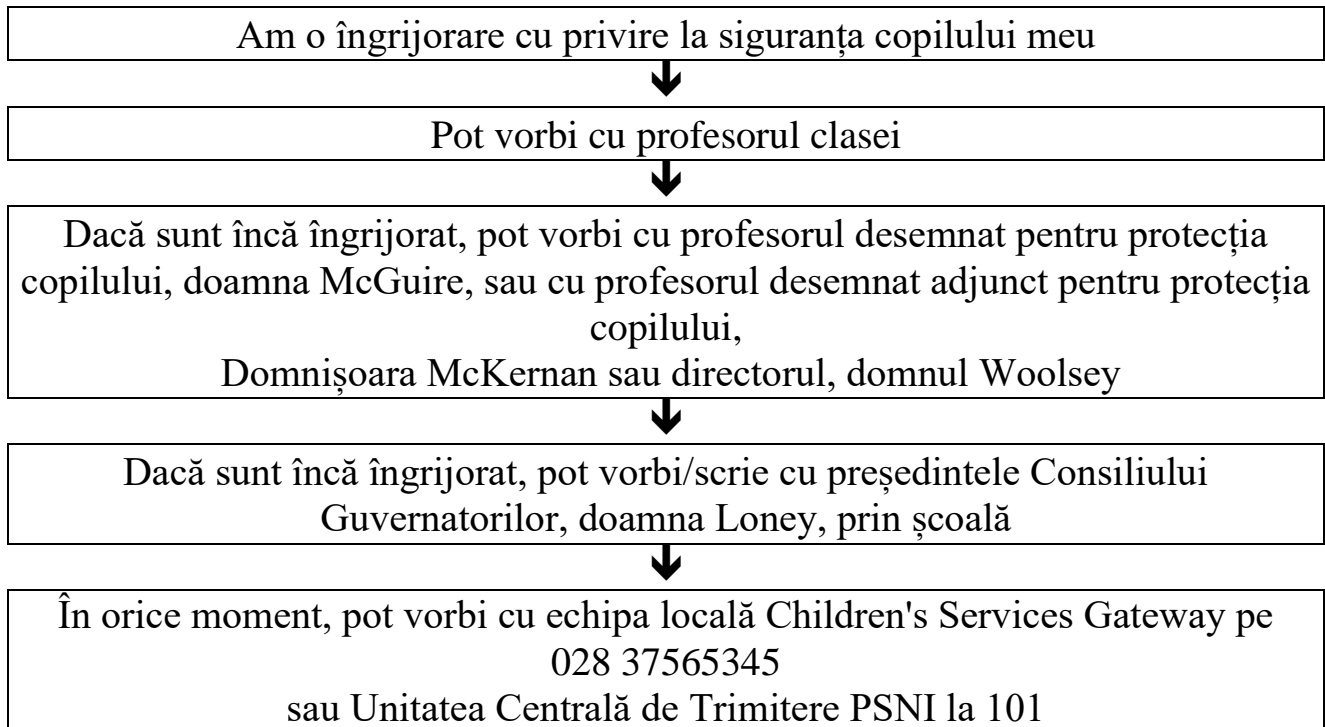 Am o îngrijorare cu privire la siguranța copilului meu
Pot vorbi cu profesorul clasei
Dacă sunt încă îngrijorat, pot vorbi cu profesorul desemnat pentru protecția
copilului, doamna McGuire, sau cu profesorul desemnat adjunct pentru protecția
copilului,
Domnișoara McKernan sau directorul, domnul Woolsey
Dacă sunt încă îngrijorat, pot vorbi/scrie cu președintele Consiliului
Guvernatorilor, doamna Loney, prin școală
În orice moment, pot vorbi cu echipa locală Children's Services Gateway pe
028 37565345
sau Unitatea Centrală de Trimitere PSNI la 101